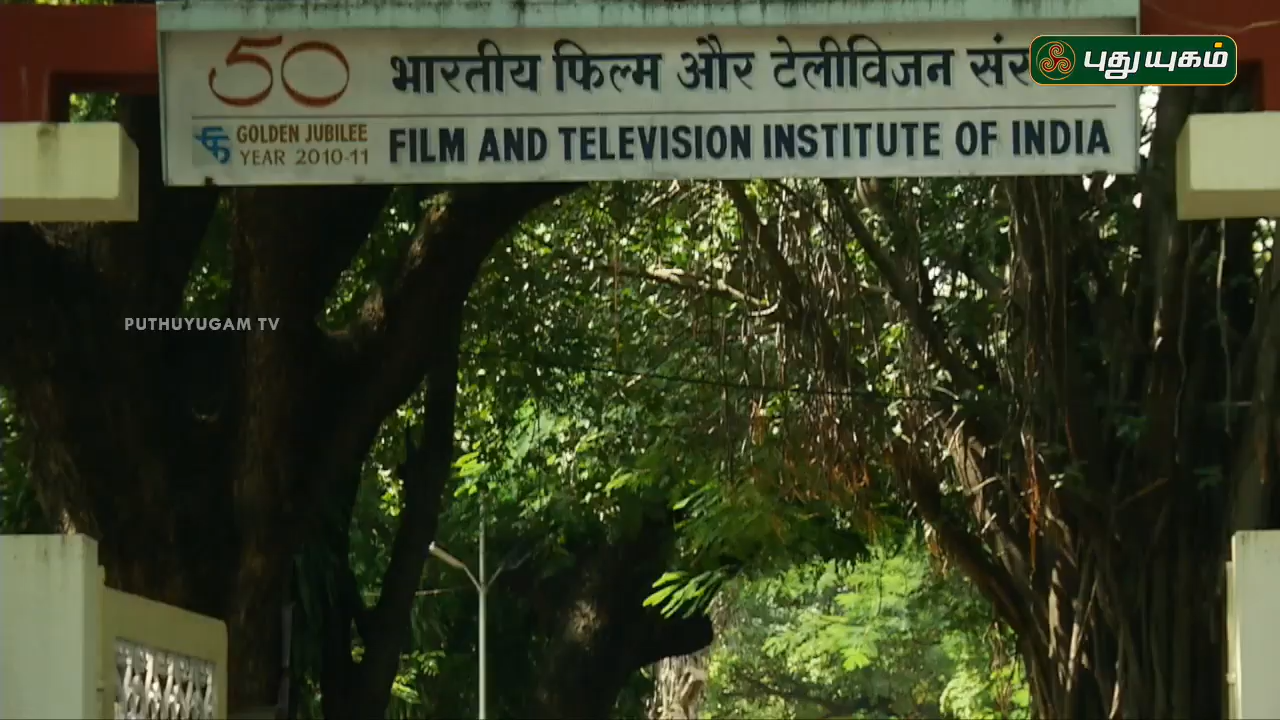 50 भारतीय फिल्म और टेलीविजन
புதுயுகம்
GOLDEN JUBILEE
YEAR 2010-11
FILM AND TELEVISION INSTITUTE OF INDIA
PUTHUYUGAM TV